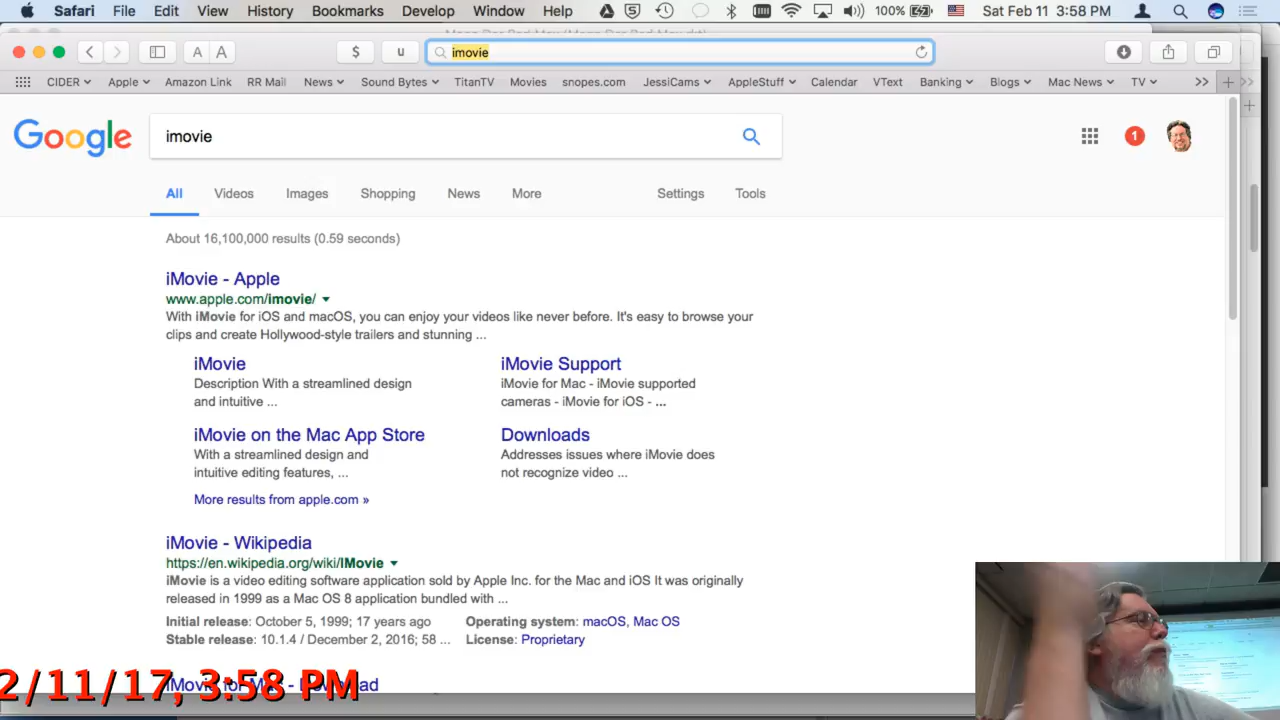 Safari File Edit View History Bookmarks Develop Window Help 100% Sat Feb 11 3:58 PM
A A $ u imovie
CIDER Apple Amazon Link RR Mail News Sound Bytes TitanTV Movies snopes.com JessiCams AppleStuff Calendar VText Banking Blogs Mac News TV
Google imovie 1
All Videos Images Shopping News More Settings Tools
About 16,100,000 results (0.59 seconds)
iMovie - Apple
www.apple.com/imovie/
With iMovie for iOS and macOS, you can enjoy your videos like never before. It's easy to browse your
clips and create Hollywood-style trailers and stunning ...
iMovie
Description With a streamlined design
and intuitive ...
iMovie Support
iMovie for Mac - iMovie supported
cameras - iMovie for iOS - ...
iMovie on the Mac App Store
With a streamlined design and
intuitive editing features, ...
Downloads
Addresses issues where iMovie does
not recognize video ...
More results from apple.com »
iMovie - Wikipedia
https://en.wikipedia.org/wiki/IMovie
iMovie is a video editing software application sold by Apple Inc. for the Mac and iOS It was originally
released in 1999 as a Mac OS 8 application bundled with ...
Initial release: October 5, 1999; 17 years ago Operating system: macOS, Mac OS
Stable release: 10.1.4 / December 2, 2016; 58 ... License: Proprietary
2/11/17, 3:58 PM